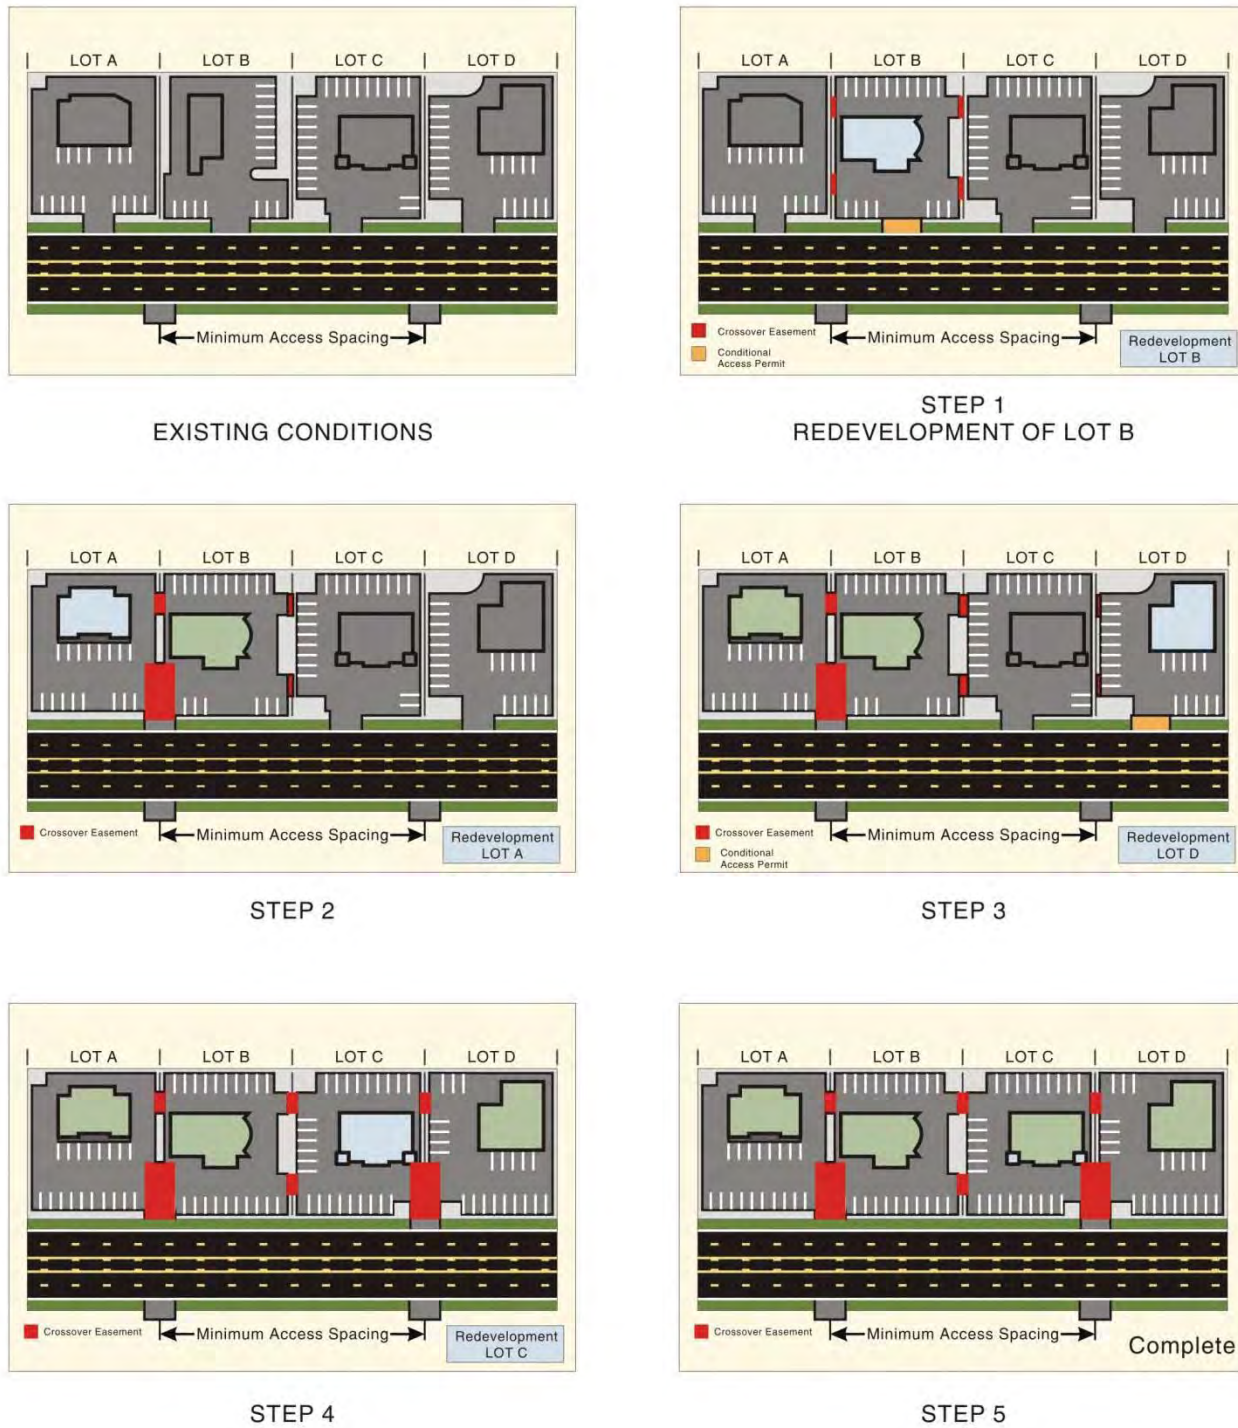 LOT A LOT B LOT C LOT D
Minimum Access Spacing
EXISTING CONDITIONS
LOT A LOT B LOT C LOT D
Crossover Easement
Conditional
Access Permit
Minimum Access Spacing
Redevelopment
LOT B
STEP 1
REDEVELOPMENT OF LOT B
LOT A LOT B LOT C LOT D
Crossover Easement
Minimum Access Spacing
Redevelopment
LOT A
STEP 2
LOT A LOT B LOT C LOT D
Crossover Easement
Conditional
Access Permit
Minimum Access Spacing
Redevelopment
LOT D
STEP 3
LOT A LOT B LOT C LOT D
Crossover Easement
Minimum Access Spacing
Redevelopment
LOT C
STEP 4
LOT A LOT B LOT C LOT D
Crossover Easement
Minimum Access Spacing
Complete
STEP 5